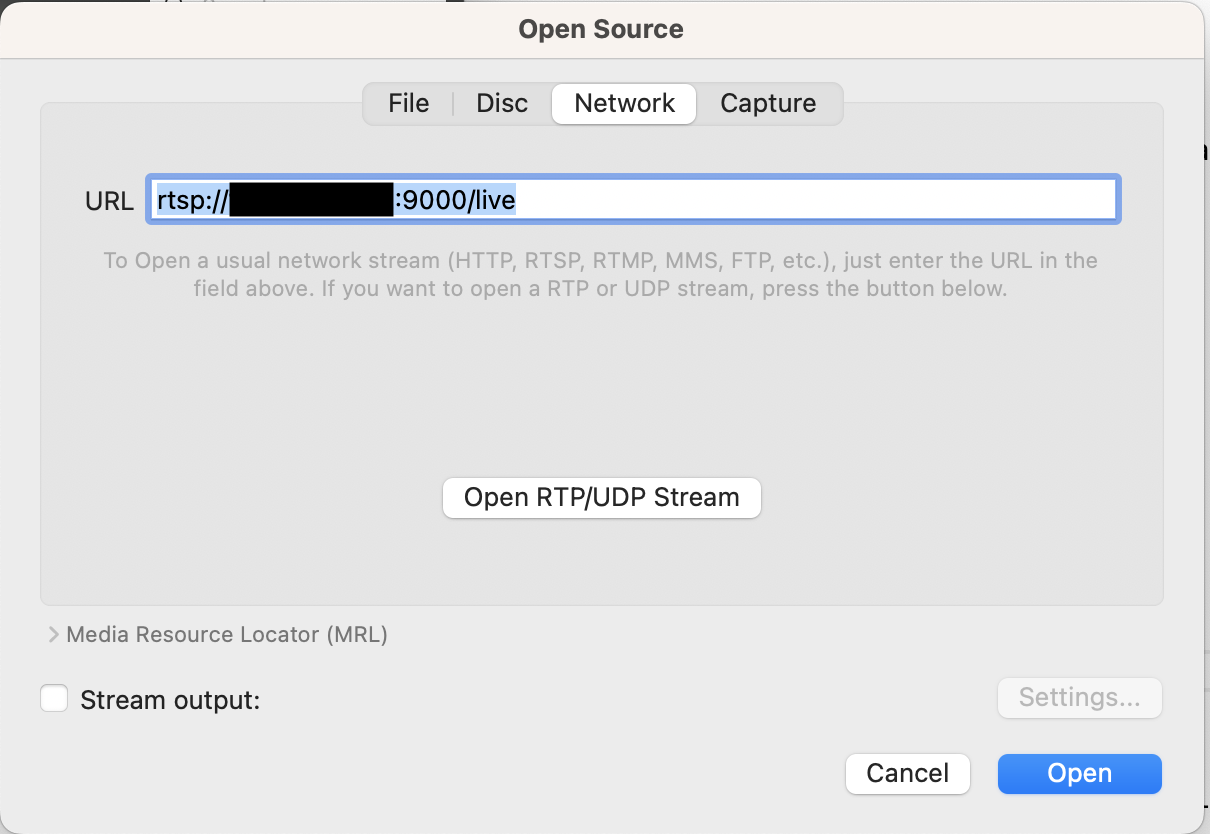 Open Source
File
Disc
Network
Capture
URL
rtsp://
:9000/live
To Open a usual network stream (HTTP, RTSP, RTMP, MMS, FTP, etc.), just enter the URL in the
field above. If you want to open a RTP or UDP stream, press the button below.
Open RTP/UDP Stream
Media Resource Locator (MRL)
Stream output:
Settings...
Cancel
Open